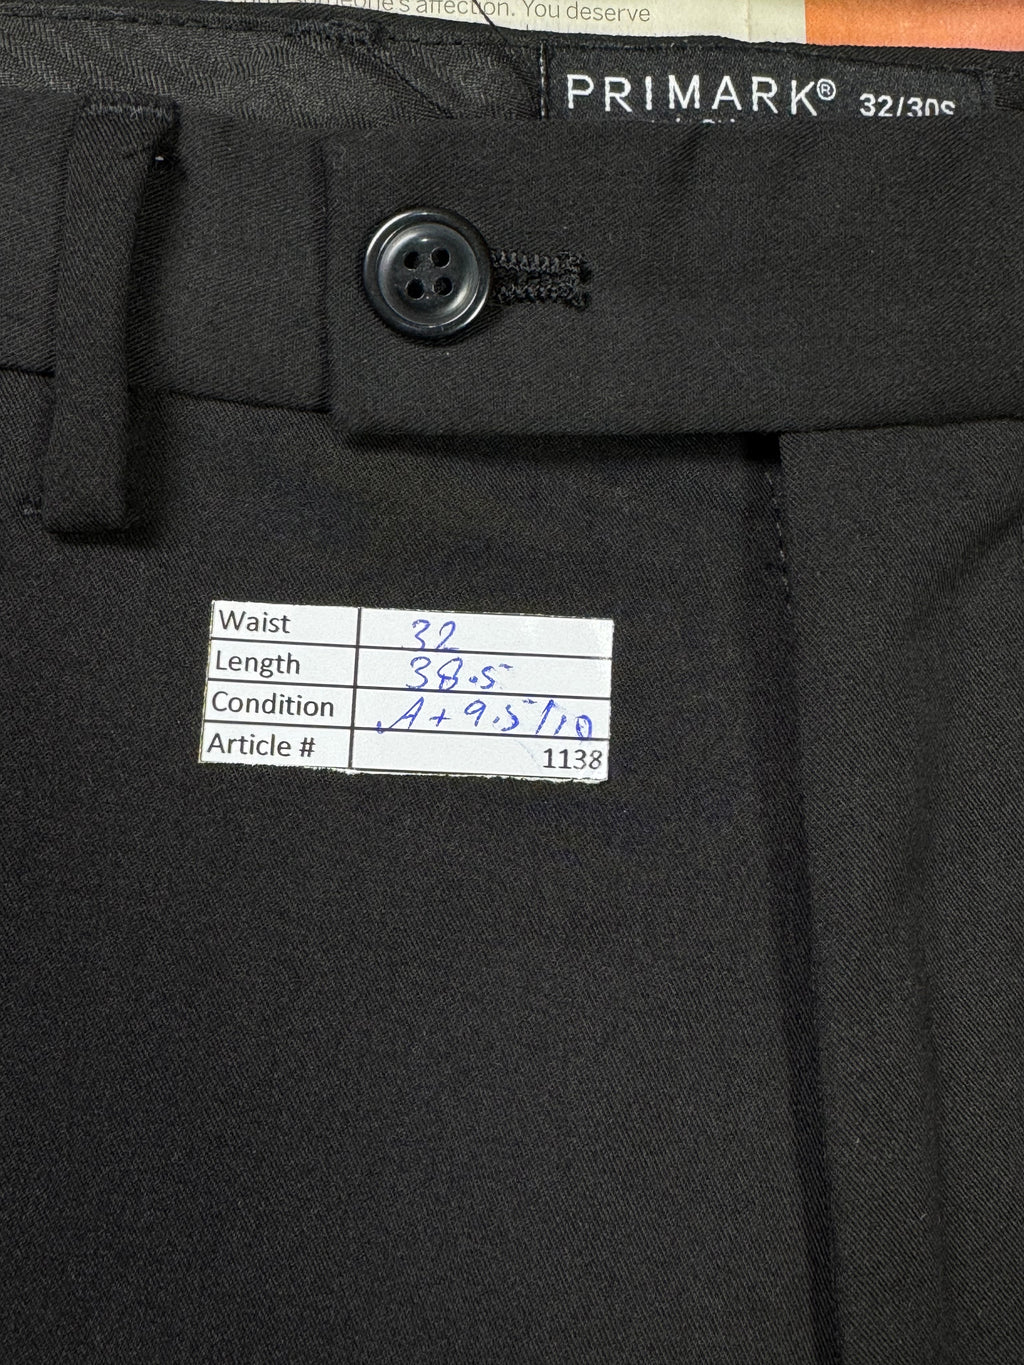 someone's affection. You deserve
PRIMARK® 32/30S
Waist 32
Length 38.5
Condition A+ 9.5/10
Article # 1138